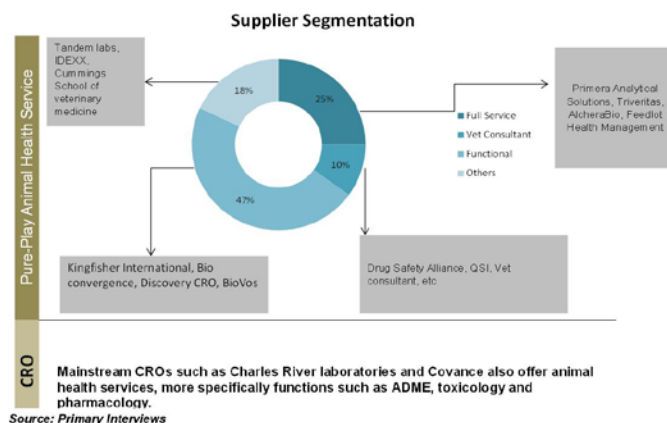 Supplier Segmentation
Pure-Play Animal Health Service
Tandem labs,
IDEXX,
Cummings
School of
veterinary
medicine
18%
25%
10%
47%
Full Service
Vet Consultant
Functional
Others
Primera Analytical
Solutions, Triveritas,
AlcheraBio, Feedlot
Health Management
Kingfisher International, Bio
convergence, Discovery CRO, BioVos
Drug Safety Alliance, QSI, Vet
consultant, etc
CRO
Mainstream CROs such as Charles River laboratories and Covance also offer animal
health services, more specifically functions such as ADME, toxicology and
pharmacology.
Source: Primary Interviews